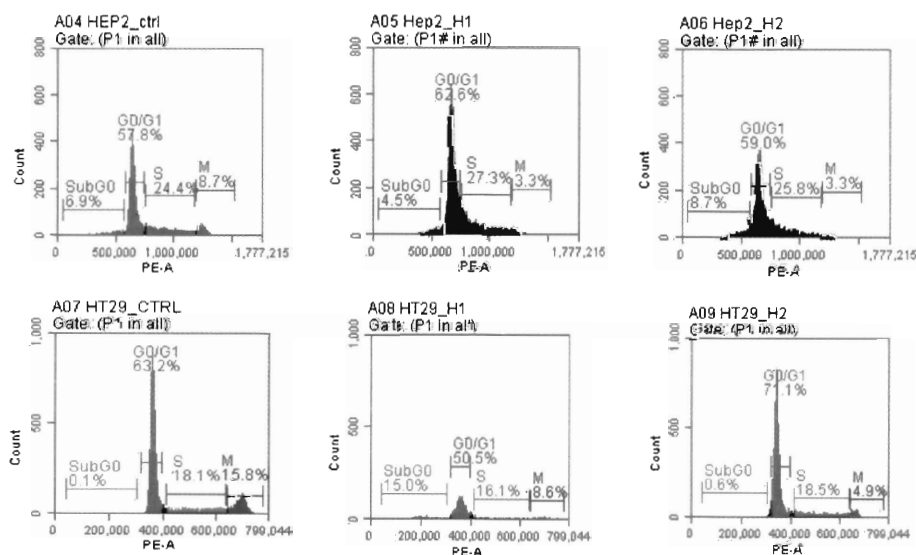 A04 HEP2_ctrl
Gate: (P1 in all)
800
600
400
200
0
Count
G0/G1
57.8%
SubG0
6.9%
S
24.4%
M
8.7%
0
500,000
1,000,000
1,777,215
PE-A
A05 Hep2_H1
Gate: (P1# in all)
800
600
400
200
0
Count
G0/G1
62.6%
SubG0
4.5%
S
27.3%
M
3.3%
0
500,000
1,000,000
1,777,215
PE-A
A06 Hep2_H2
Gate: (P1# in all)
800
600
400
200
0
Count
G0/G1
59.0%
SubG0
8.7%
S
25.8%
M
3.3%
0
500,000
1,000,000
1,777,215
PE-A
A07 HT29_CTRL
Gate: (P1 in all)
1,000
500
0
Count
G0/G1
63.2%
SubG0
0.1%
S
18.1%
M
15.8%
0
200,000
400,000
600,000
799,044
PE-A
A08 HT29_H1
Gate: (P1 in all)
1,000
500
0
Count
G0/G1
50.5%
SubG0
15.0%
S
16.1%
M
8.6%
0
200,000
400,000
600,000
799,044
PE-A
A09 HT29_H2
Gate: (P1 in all)
1,000
500
0
Count
G0/G1
71.1%
SubG0
0.6%
S
18.5%
M
4.9%
0
200,000
400,000
600,000
799,044
PE-A